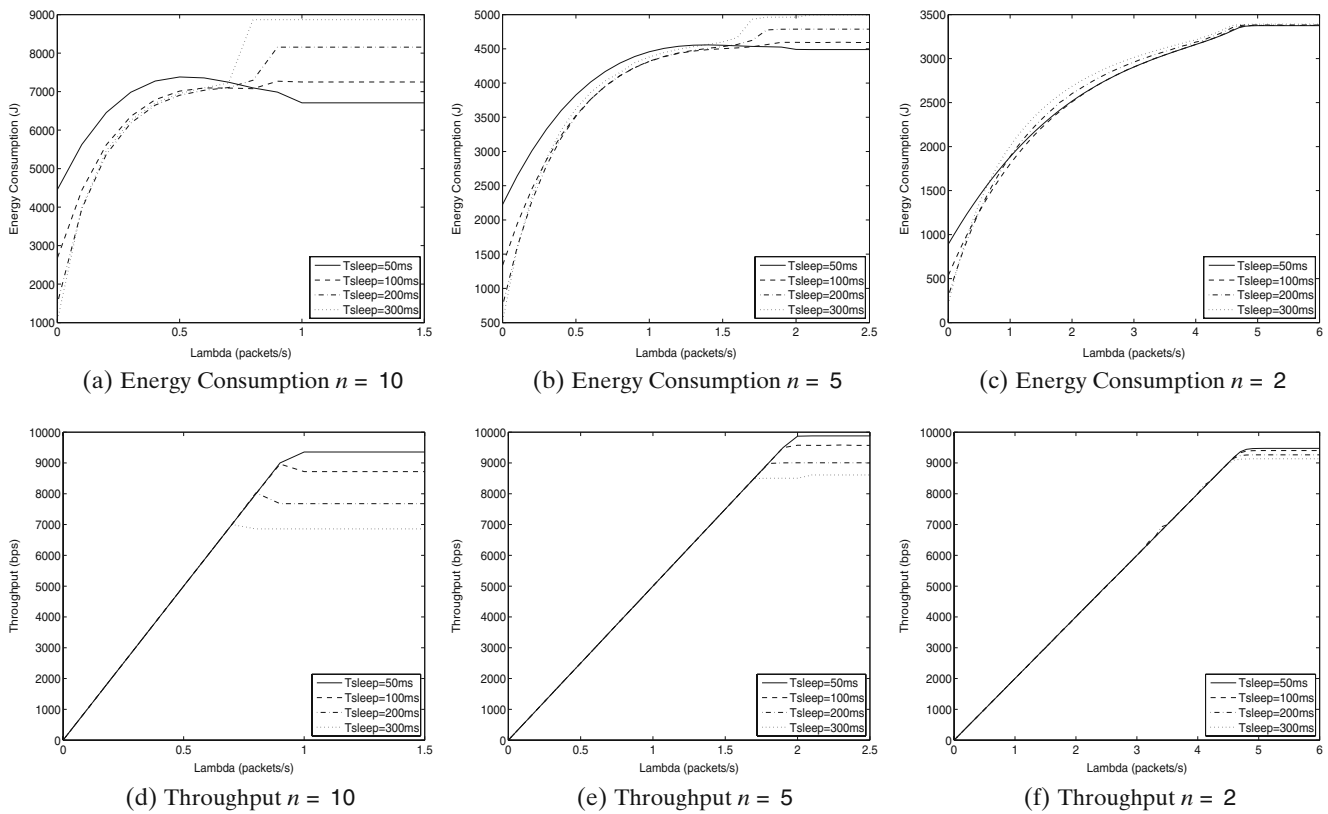 9000
8000
7000
6000
5000
4000
3000
2000
1000
0
0.5
1
1.5
Energy Consumption (J)
Lambda (packets/s)
Tsleep=50ms
Tsleep=100ms
Tsleep=200ms
Tsleep=300ms
(a) Energy Consumption n = 10
5000
4500
4000
3500
3000
2500
2000
1500
1000
500
0
0.5
1
1.5
2
2.5
Energy Consumption (J)
Lambda (packets/s)
Tsleep=50ms
Tsleep=100ms
Tsleep=200ms
Tsleep=300ms
(b) Energy Consumption n = 5
3500
3000
2500
2000
1500
1000
500
0
0
1
2
3
4
5
6
Energy Consumption (J)
Lambda (packets/s)
Tsleep=50ms
Tsleep=100ms
Tsleep=200ms
Tsleep=300ms
(c) Energy Consumption n = 2
10000
9000
8000
7000
6000
5000
4000
3000
2000
1000
0
0
0.5
1
1.5
Throughput (bps)
Lambda (packets/s)
Tsleep=50ms
Tsleep=100ms
Tsleep=200ms
Tsleep=300ms
(d) Throughput n = 10
10000
9000
8000
7000
6000
5000
4000
3000
2000
1000
0
0
0.5
1
1.5
2
2.5
Throughput (bps)
Lambda (packets/s)
Tsleep=50ms
Tsleep=100ms
Tsleep=200ms
Tsleep=300ms
(e) Throughput n = 5
10000
9000
8000
7000
6000
5000
4000
3000
2000
1000
0
0
1
2
3
4
5
6
Throughput (bps)
Lambda (packets/s)
Tsleep=50ms
Tsleep=100ms
Tsleep=200ms
Tsleep=300ms
(f) Throughput n = 2